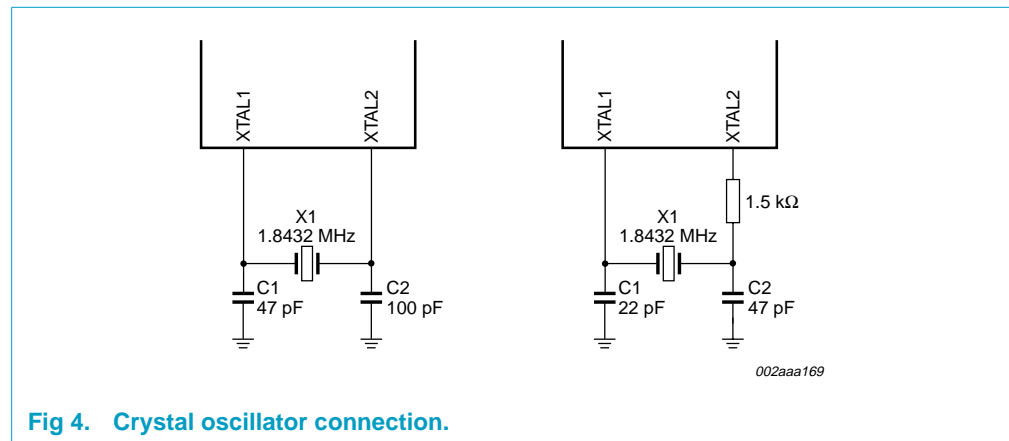 XTAL1
XTAL2
X1
1.8432 MHz
C1
47 pF
C2
100 pF
XTAL1
XTAL2
1.5 kΩ
X1
1.8432 MHz
C1
22 pF
C2
47 pF
002aaa169
Fig 4. Crystal oscillator connection.